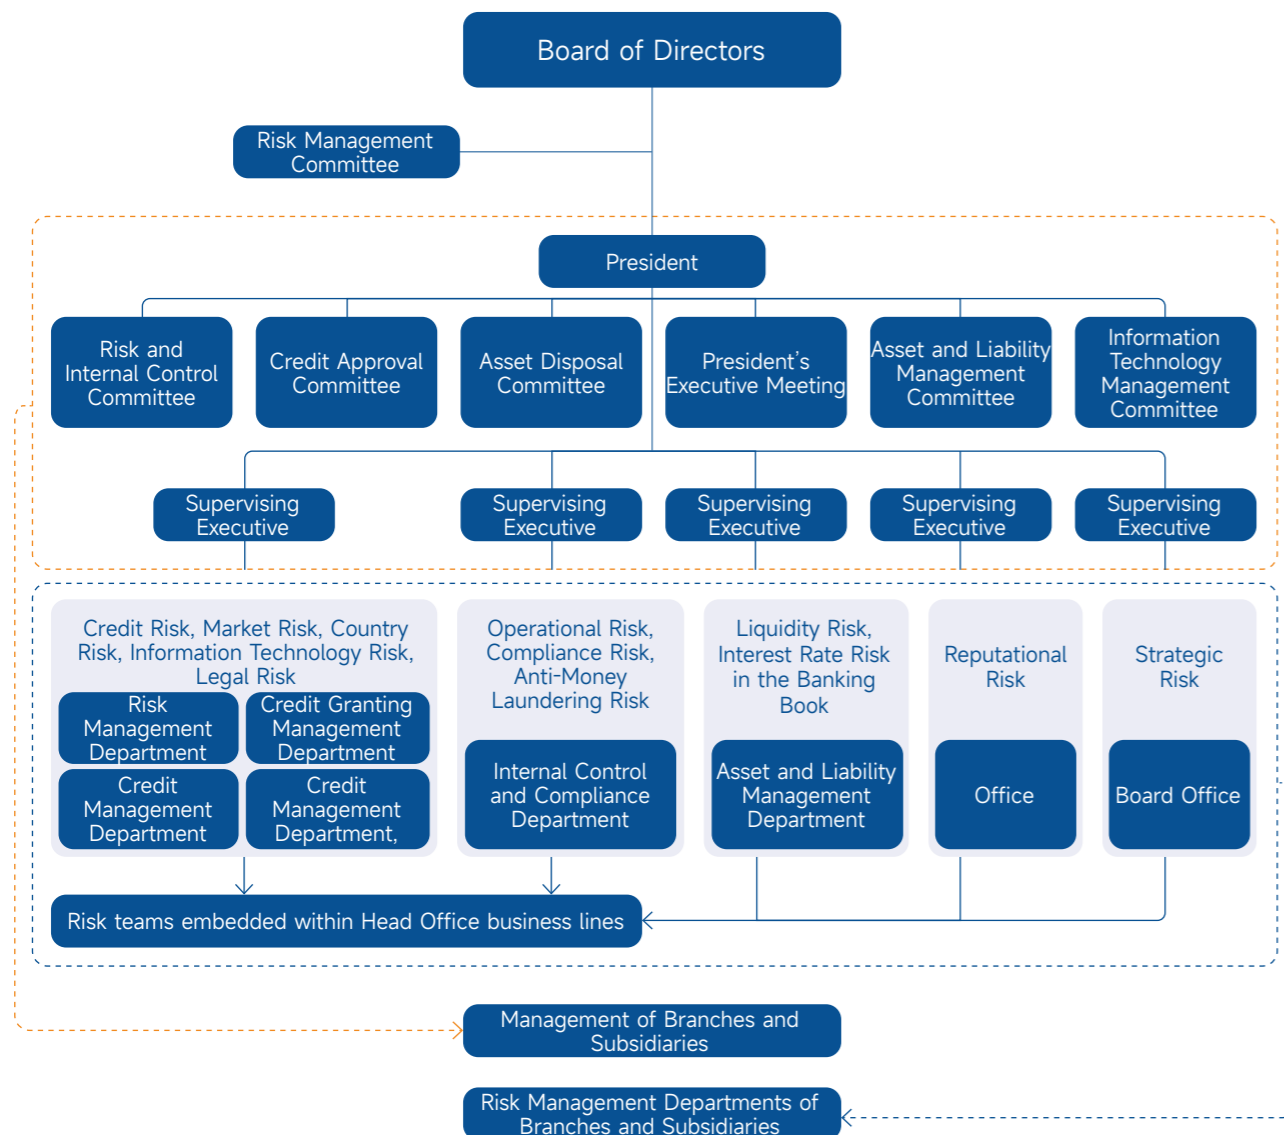 Board of Directors
Risk Management
Committee
President
Risk and
Internal Control
Committee
Credit Approval
Committee
Asset Disposal
Committee
President's
Executive Meeting
Asset and Liability
Management
Committee
Information
Technology
Management
Committee
Supervising
Executive
Supervising
Executive
Supervising
Executive
Supervising
Executive
Supervising
Executive
Credit Risk, Market Risk, Country
Risk, Information Technology Risk,
Legal Risk
Risk
Management
Department
Credit Granting
Management
Department
Credit
Management
Department
Credit
Management
Department,
Operational Risk,
Compliance Risk,
Anti-Money
Laundering Risk
Internal Control
and Compliance
Department
Liquidity Risk,
Interest Rate Risk
in the Banking
Book
Asset and Liability
Management
Department
Reputational
Risk
Office
Strategic
Risk
Board Office
Risk teams embedded within Head Office business lines
Management of Branches and
Subsidiaries
Risk Management Departments of
Branches and Subsidiaries